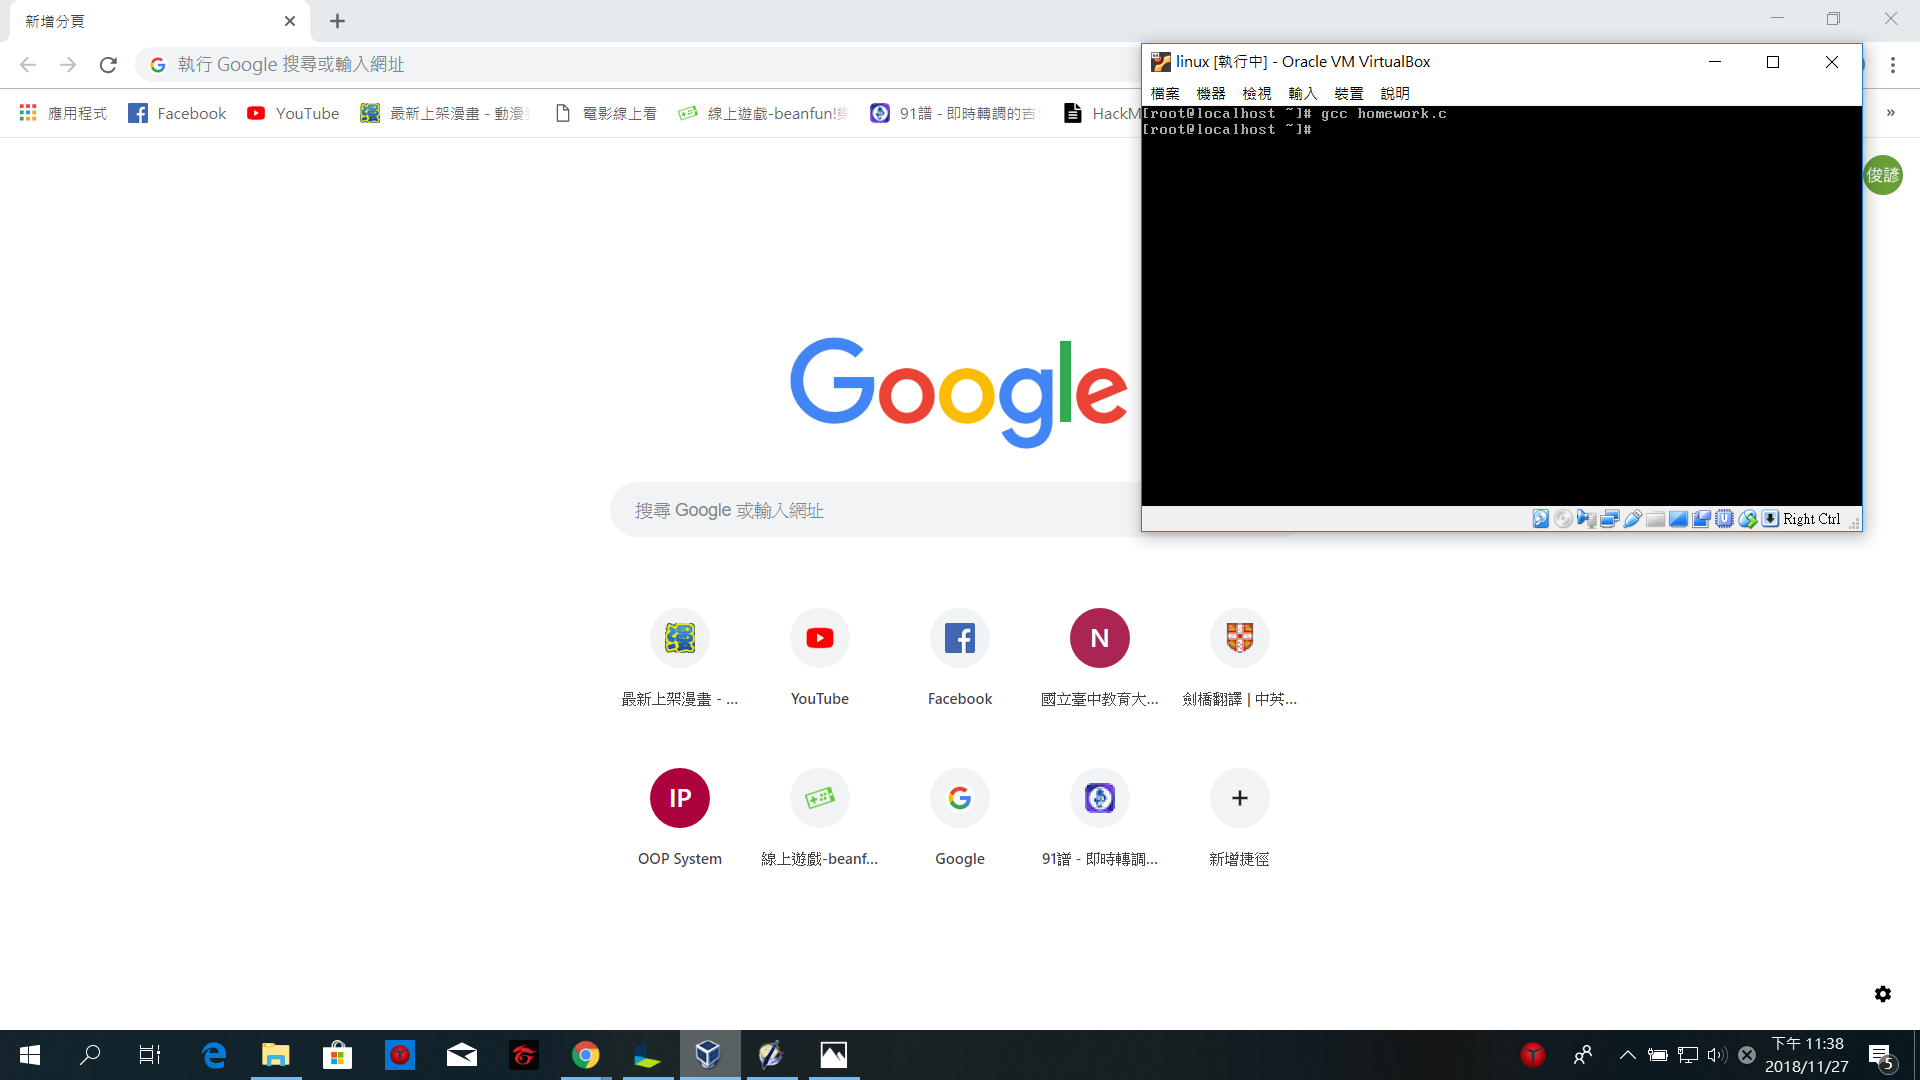 新增分頁
執行 Google 搜尋或輸入網址
應用程式
Facebook
YouTube
最新上架漫畫 - 動漫
電影線上看
線上遊戲-beanfun!樂
91譜 - 即時轉調的吉
HackM
»
linux [執行中] - Oracle VM VirtualBox
檔案 機器 檢視 輸入 裝置 說明
[root@localhost ~]# gcc homework.c
[root@localhost ~]#
Right Ctrl
俊諺
Google
搜尋 Google 或輸入網址
N
最新上架漫畫 - ...
YouTube
Facebook
國立臺中教育大...
劍橋翻譯 | 中英...
IP
OOP System
線上遊戲-beanf...
Google
91譜 - 即時轉調...
新增捷徑
下午 11:38
2018/11/27
5